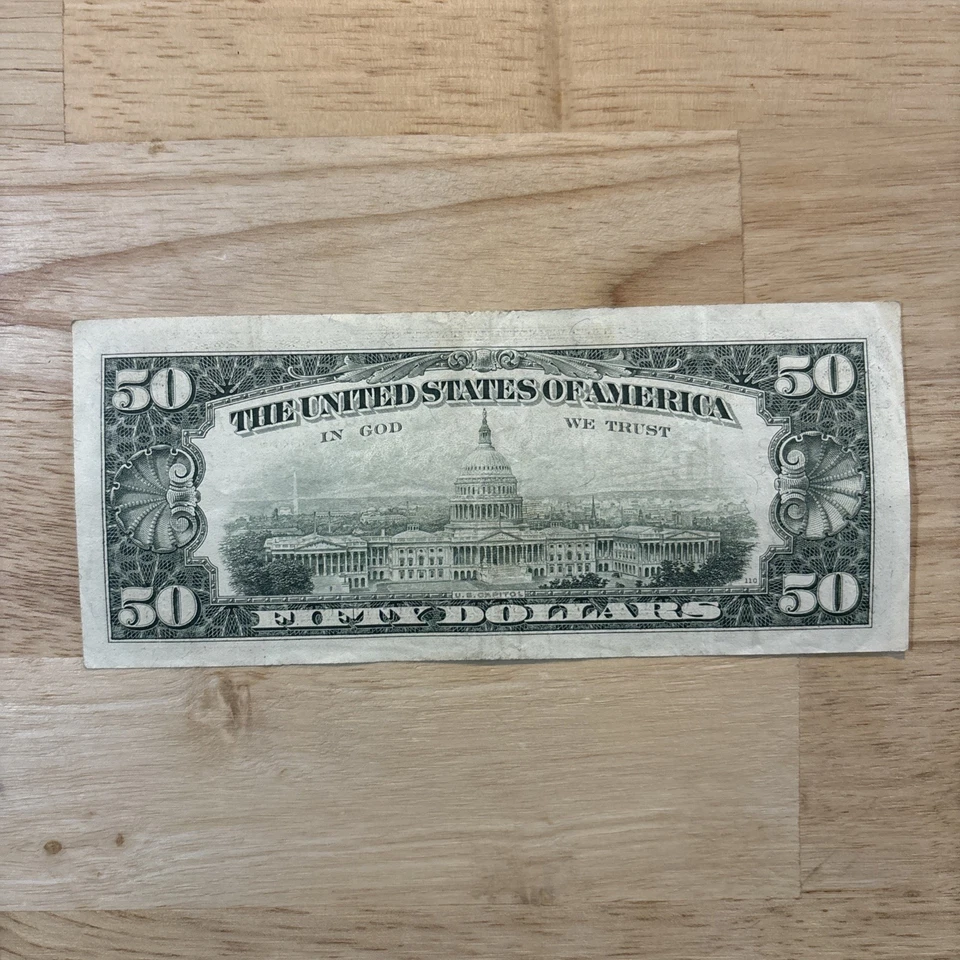 50 50
THE UNITED STATES OF AMERICA
IN GOD WE TRUST
110
U.S. CAPITOL
50 50
FIFTY DOLLARS